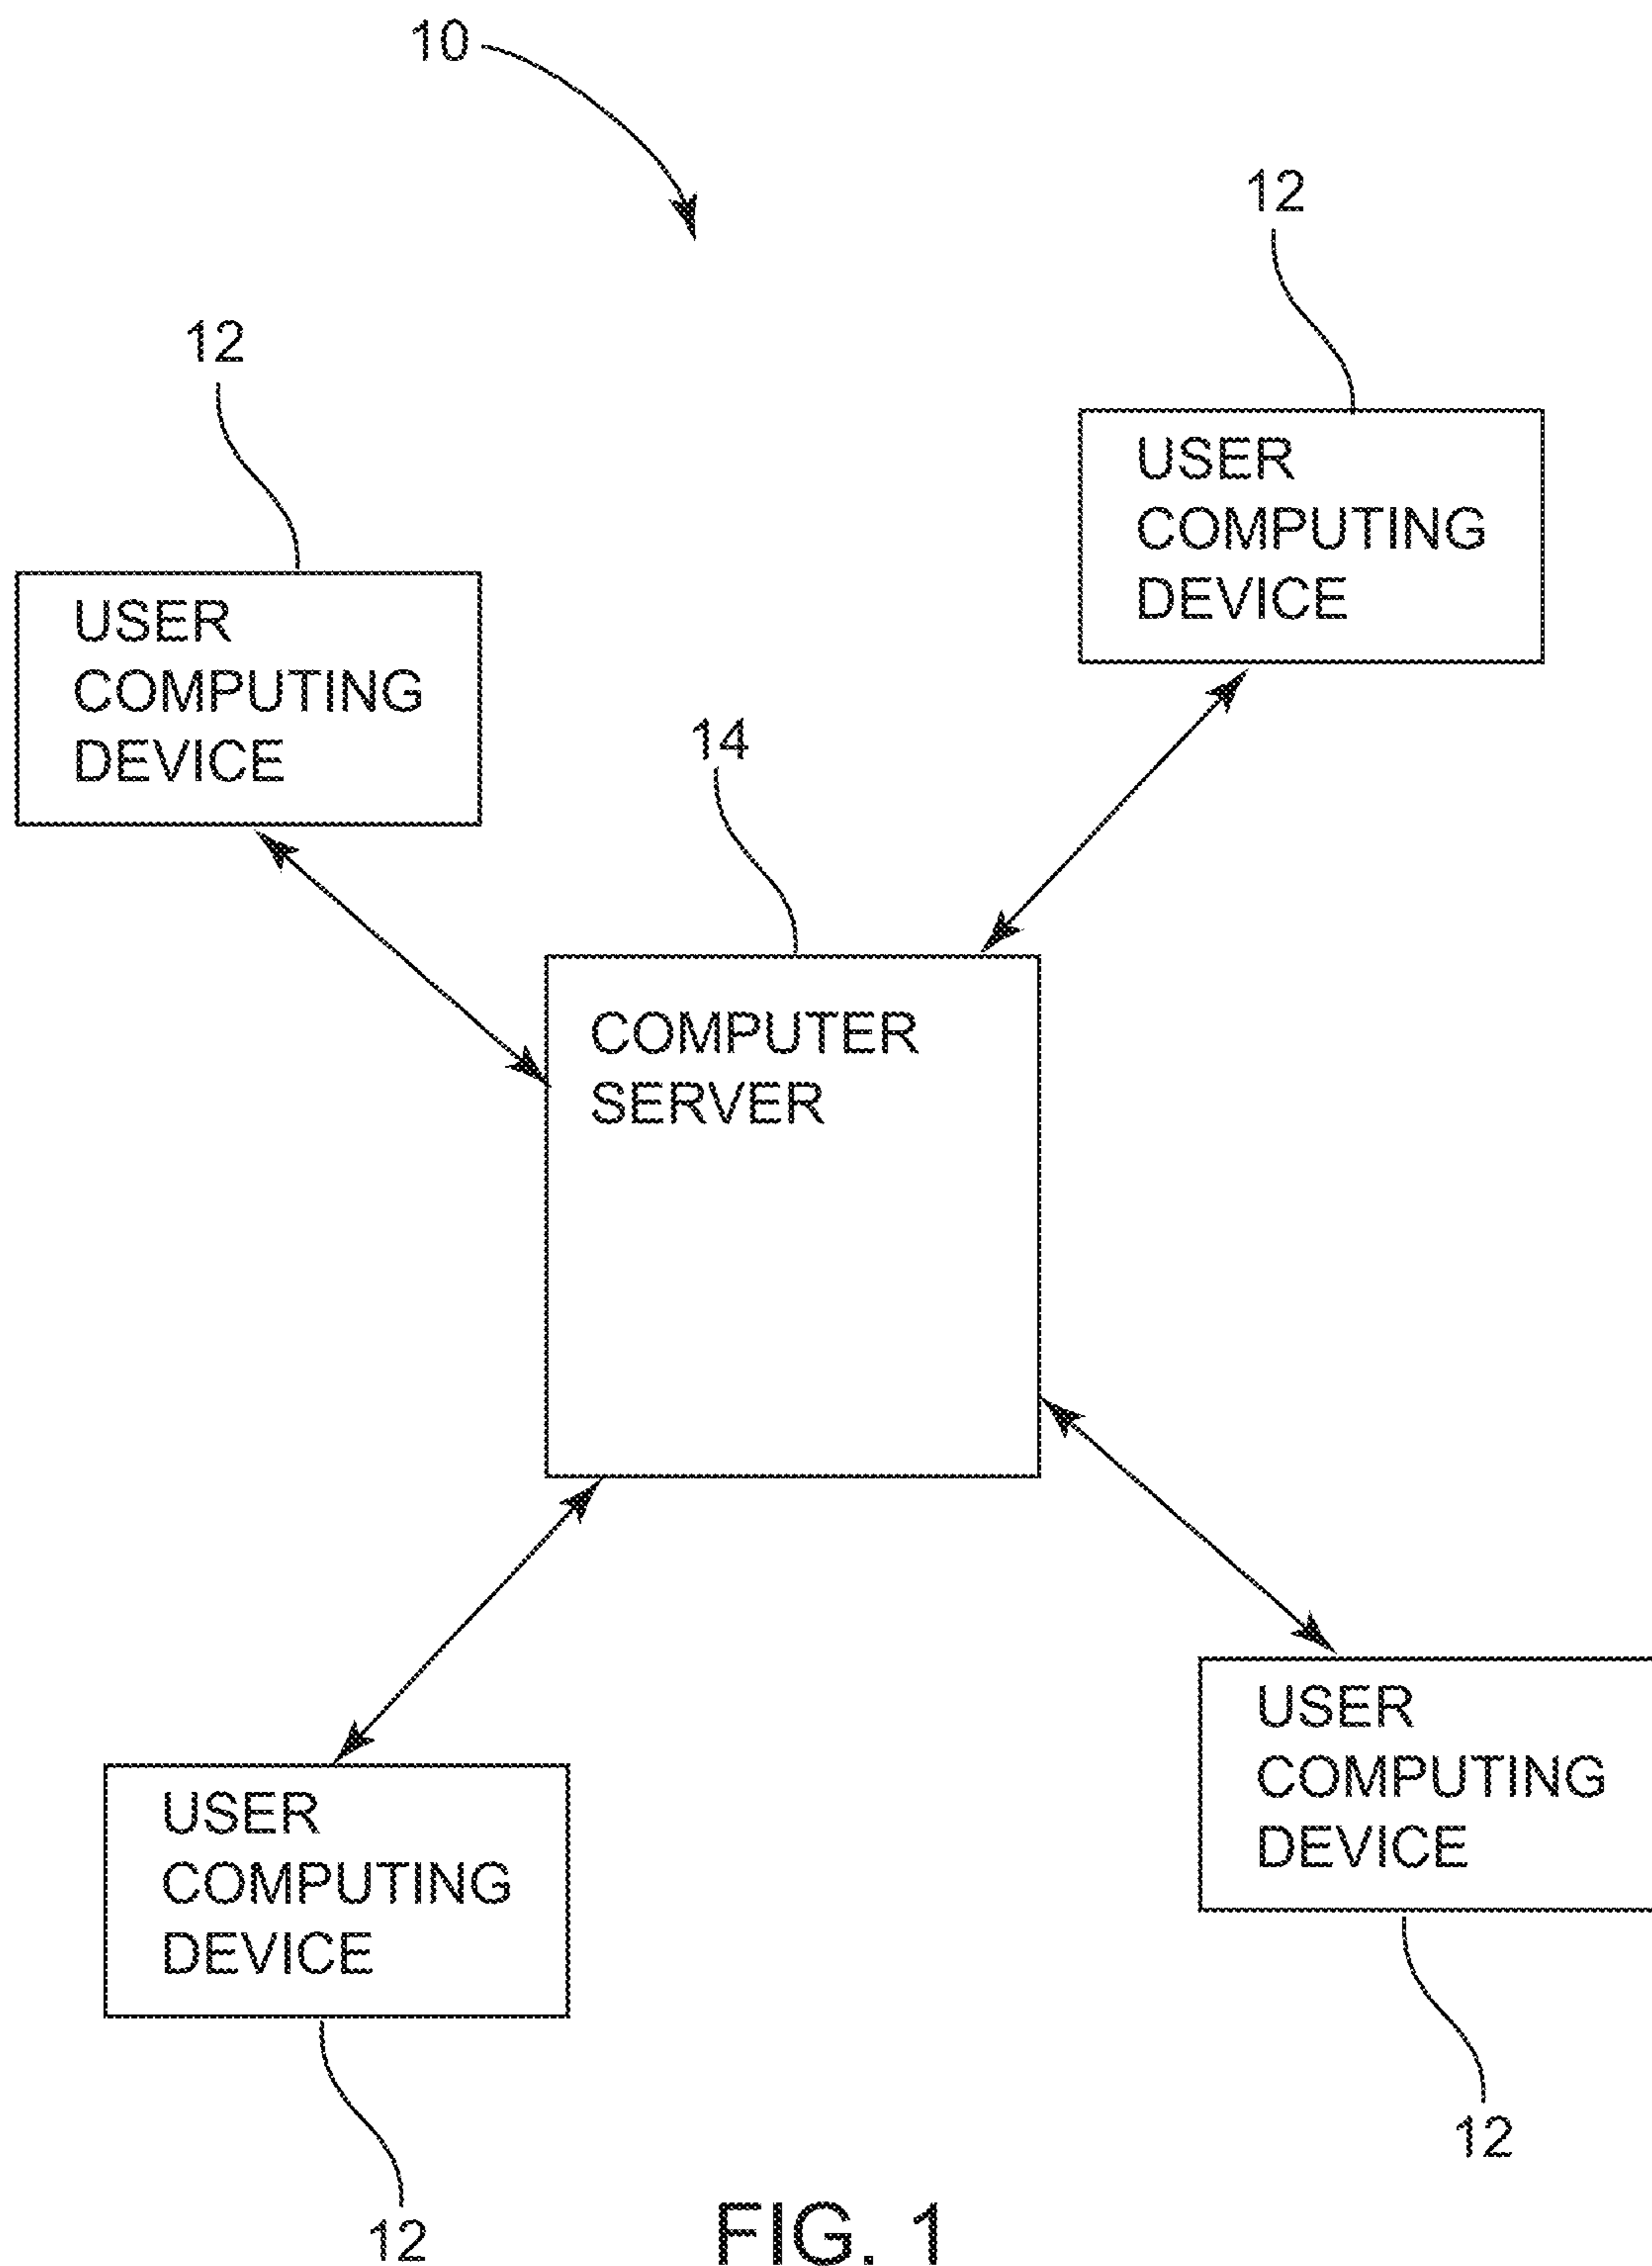 10
12
12
USER
COMPUTING
DEVICE
USER
COMPUTING
DEVICE
14
COMPUTER
SERVER
USER
COMPUTING
DEVICE
USER
COMPUTING
DEVICE
12
12
FIG. 1